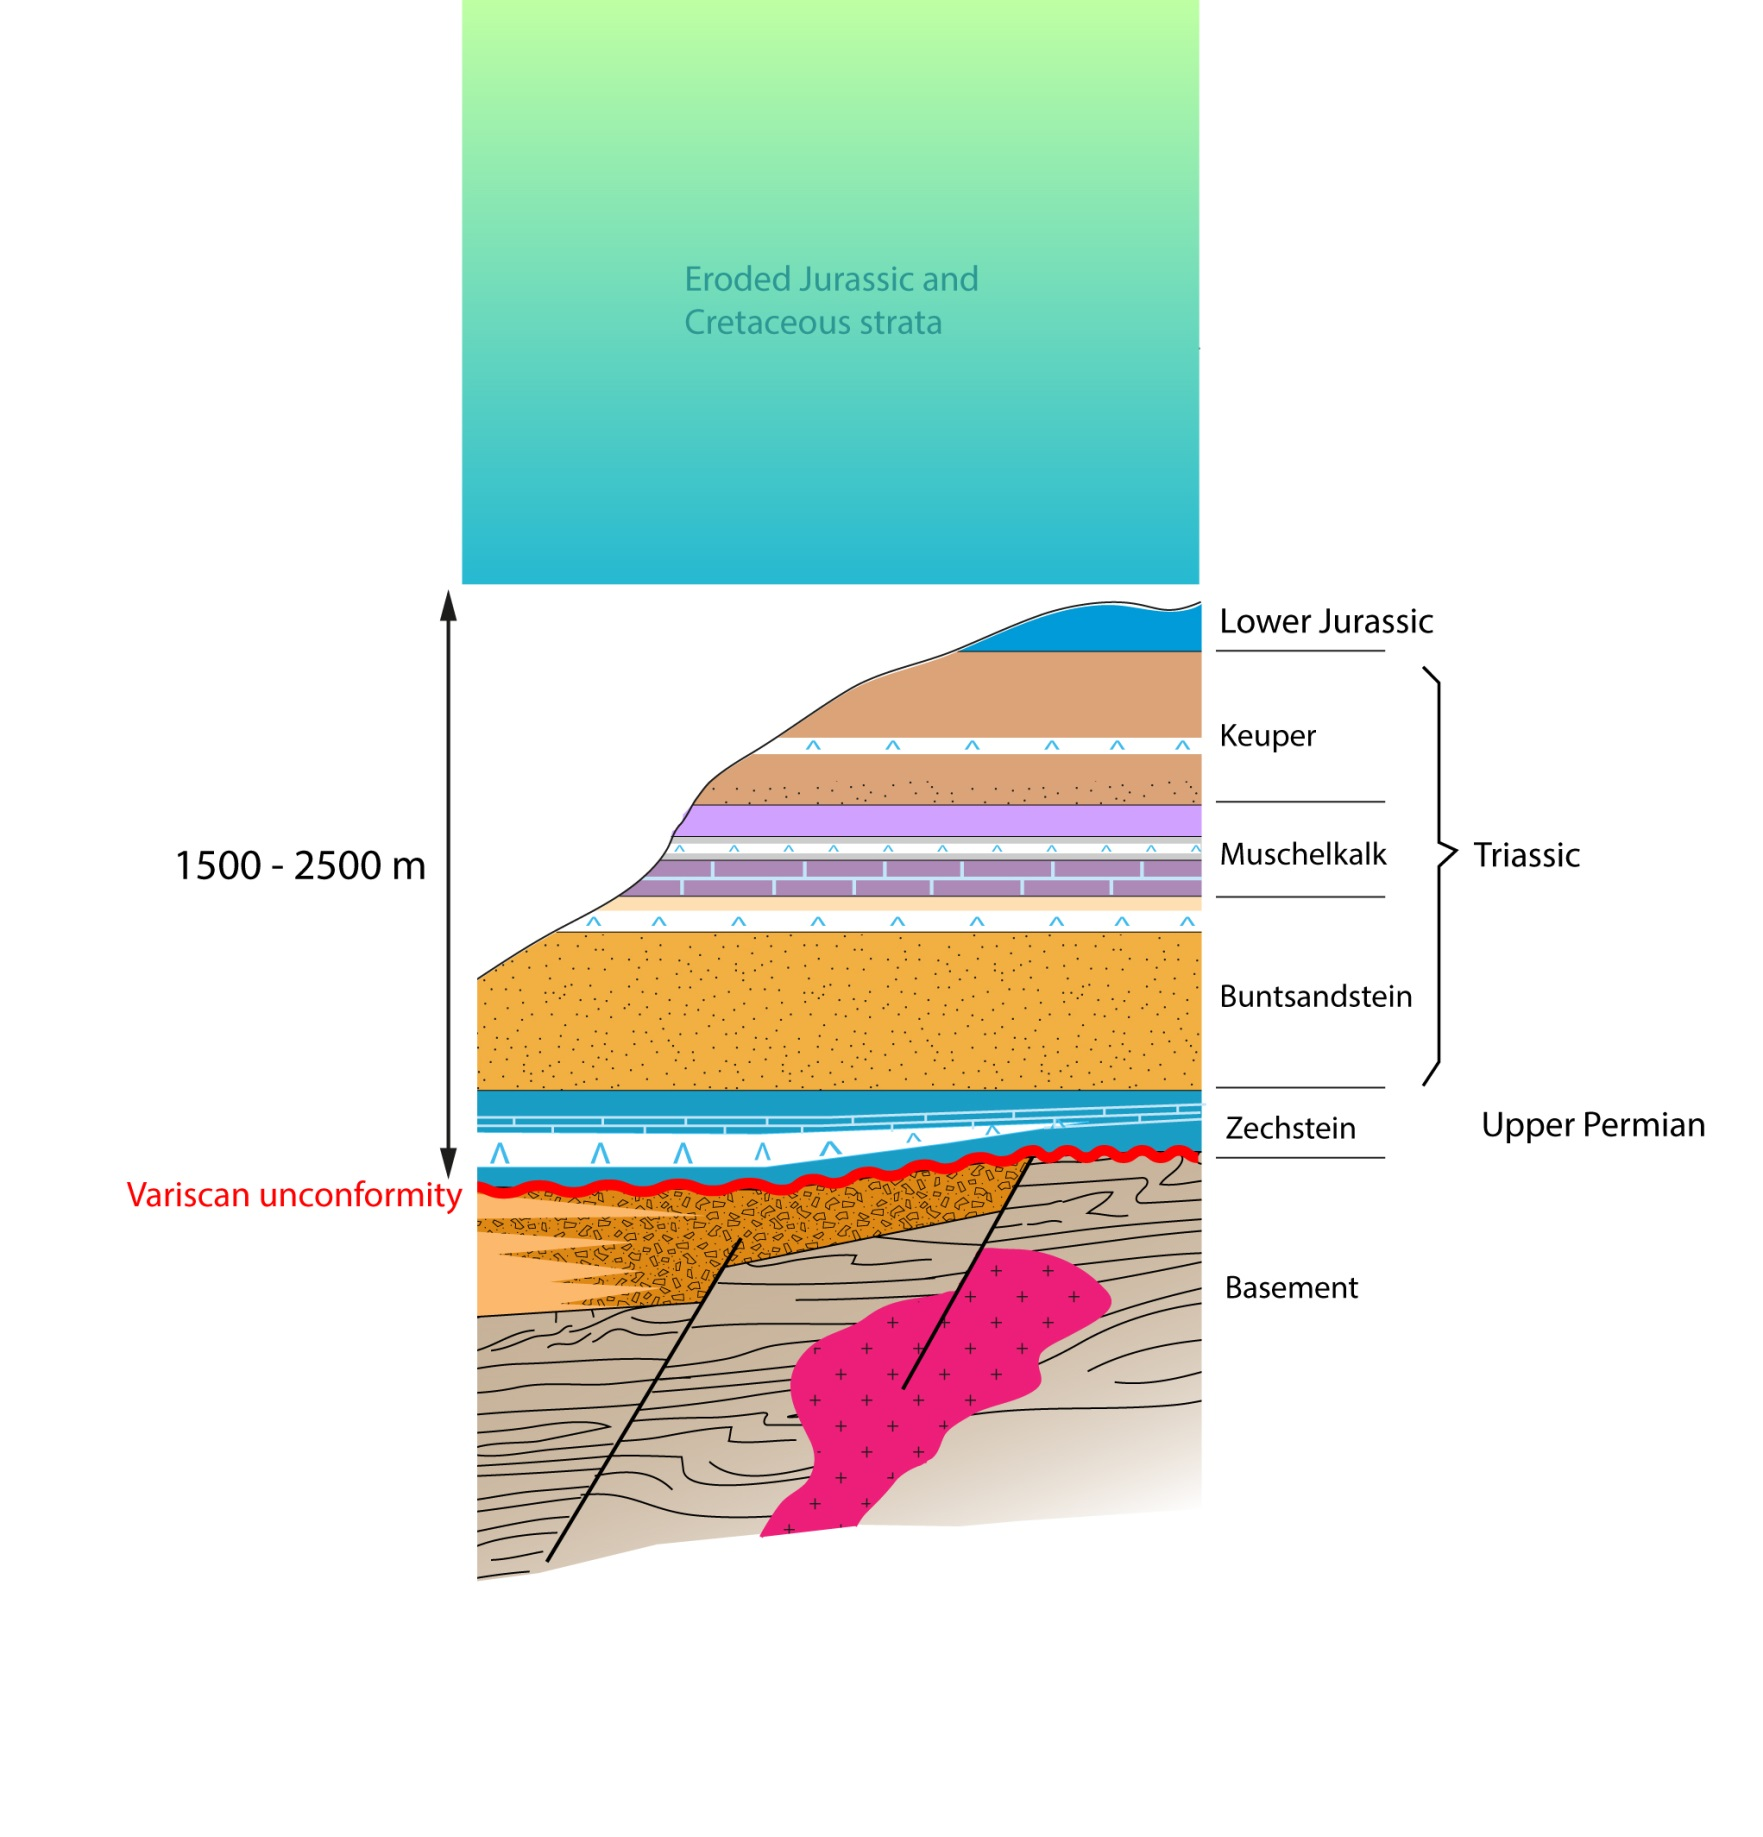 Eroded Jurassic and
Cretaceous strata
Lower Jurassic
Keuper
Muschelkalk
Triassic
1500 - 2500 m
Buntsandstein
Zechstein
Upper Permian
Variscan unconformity
Basement